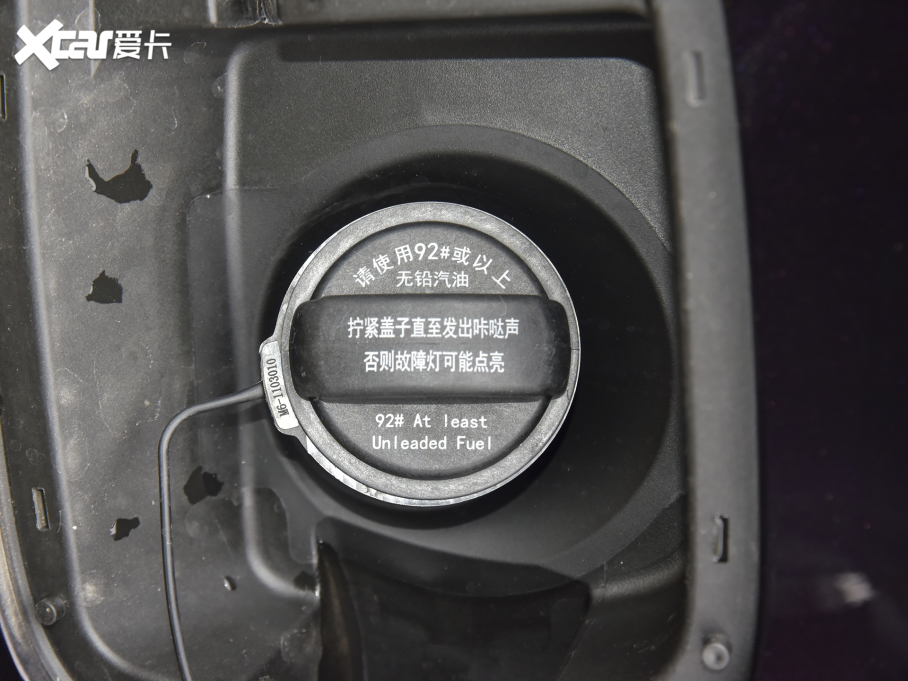 Xcar爱卡
请使用92#或以上
无铅汽油
拧紧盖子直至发出咔哒声
否则故障灯可能点亮
M6-1103010
92# At least
Unleaded Fuel